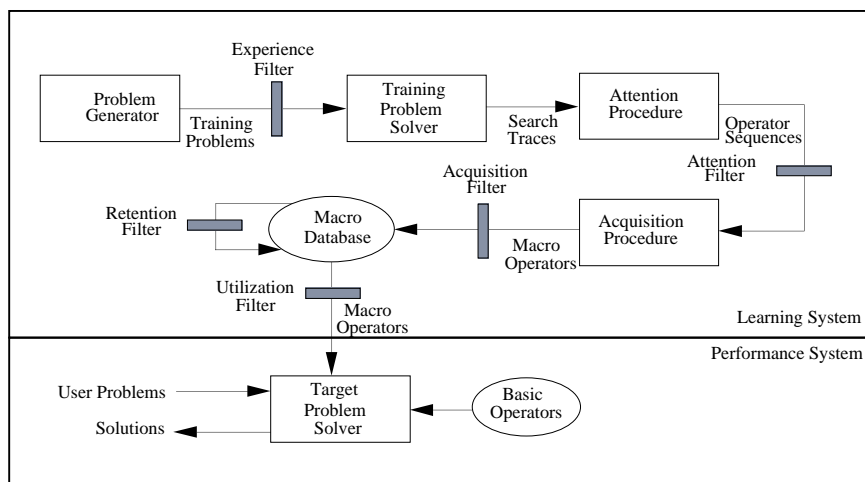 Experience
Filter
Problem
Generator
Training
Problems
Training
Problem
Solver
Search
Traces
Attention
Procedure
Operator
Sequences
Attention
Filter
Acquisition
Filter
Retention
Filter
Macro
Database
Macro
Operators
Acquisition
Procedure
Utilization
Filter
Macro
Operators
Learning System
Performance System
User Problems
Solutions
Target
Problem
Solver
Basic
Operators